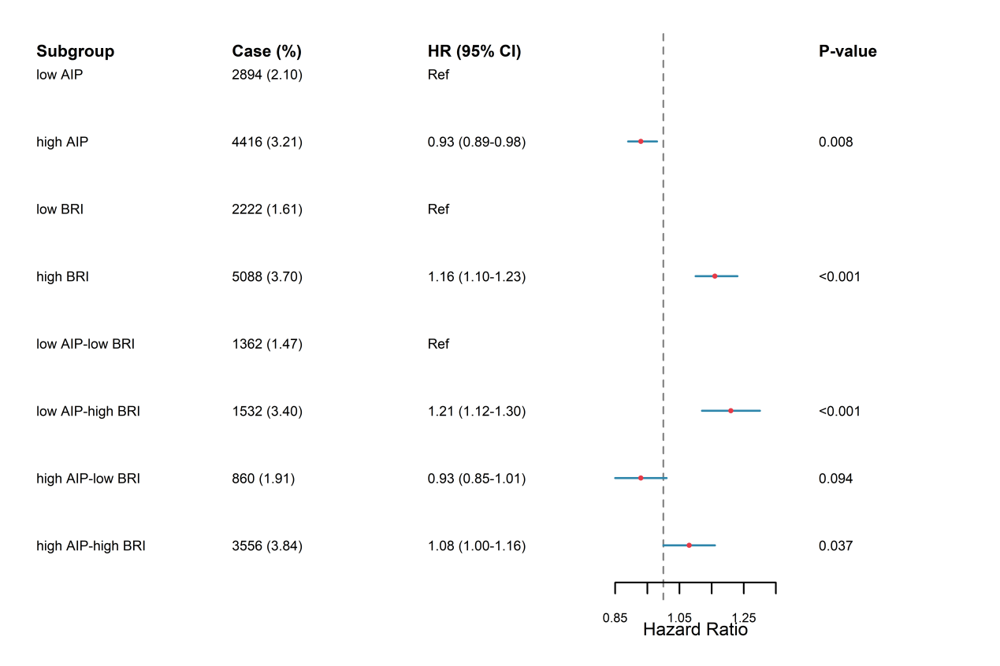 Subgroup Case (%) HR (95% CI) P-value
low AIP 2894 (2.10) Ref
high AIP 4416 (3.21) 0.93 (0.89-0.98) 0.008
low BRI 2222 (1.61) Ref
high BRI 5088 (3.70) 1.16 (1.10-1.23) <0.001
low AIP-low BRI 1362 (1.47) Ref
low AIP-high BRI 1532 (3.40) 1.21 (1.12-1.30) <0.001
high AIP-low BRI 860 (1.91) 0.93 (0.85-1.01) 0.094
high AIP-high BRI 3556 (3.84) 1.08 (1.00-1.16) 0.037
0.85 1.05 1.25
Hazard Ratio